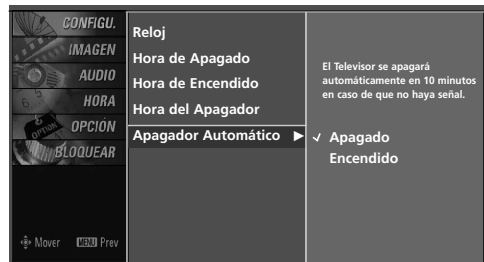 CONFIGU.
IMAGEN
AUDIO
HORA
OPCIÓN
BLOQUEAR
Mover MENU Prev
Reloj
Hora de Apagado
Hora de Encendido
Hora del Apagador
Apagador Automático
El Televisor se apagará
automáticamente en 10 minutos
en caso de que no haya señal.
Apagado
Encendido